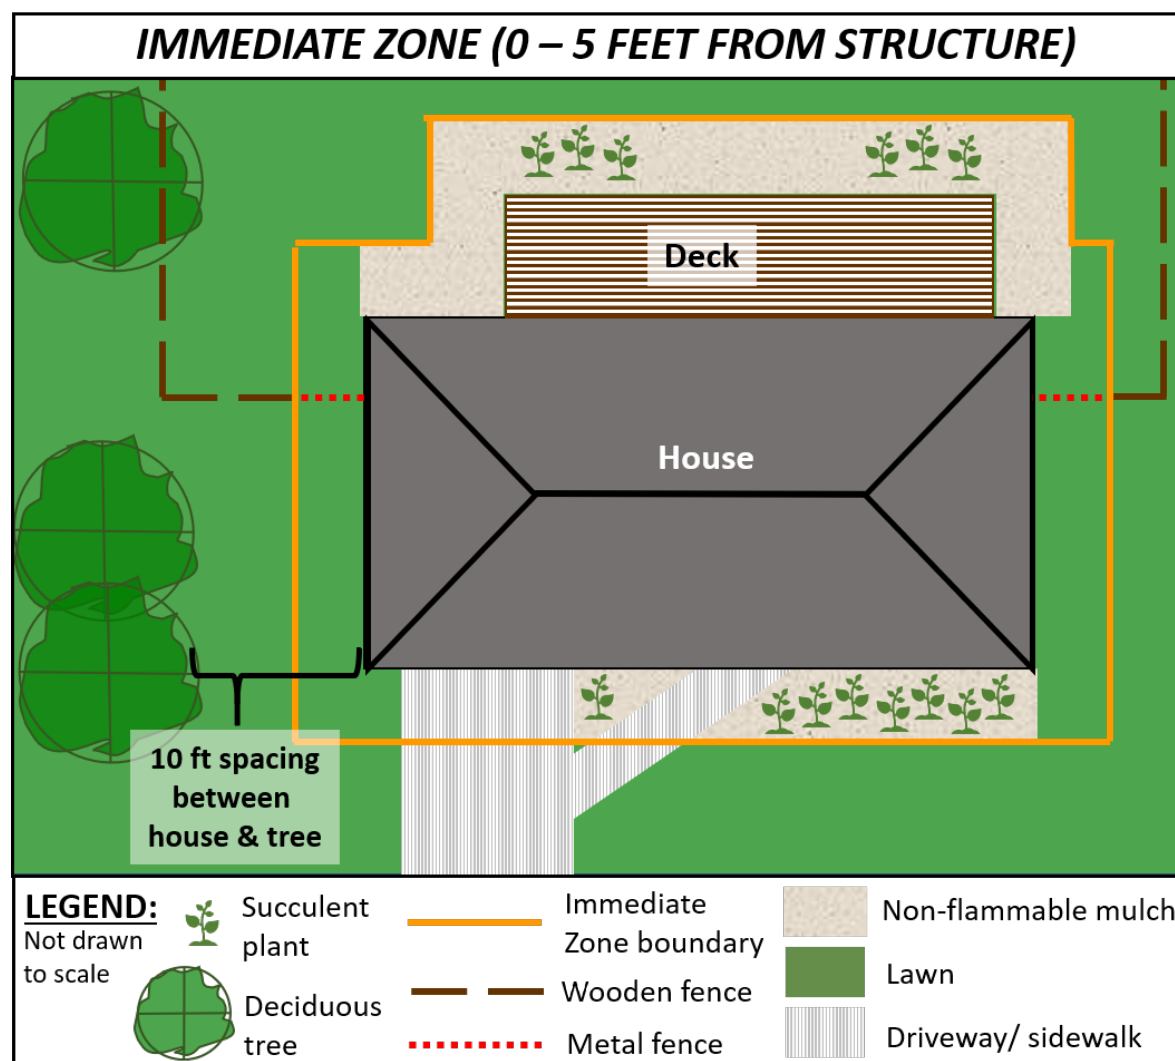 IMMEDIATE ZONE (0 – 5 FEET FROM STRUCTURE)
Deck
House
10 ft spacing
between
house & tree
LEGEND:
Not drawn
to scale
Succulent
plant
Deciduous
tree
Immediate
Zone boundary
Wooden fence
Metal fence
Non-flammable mulch
Lawn
Driveway/ sidewalk